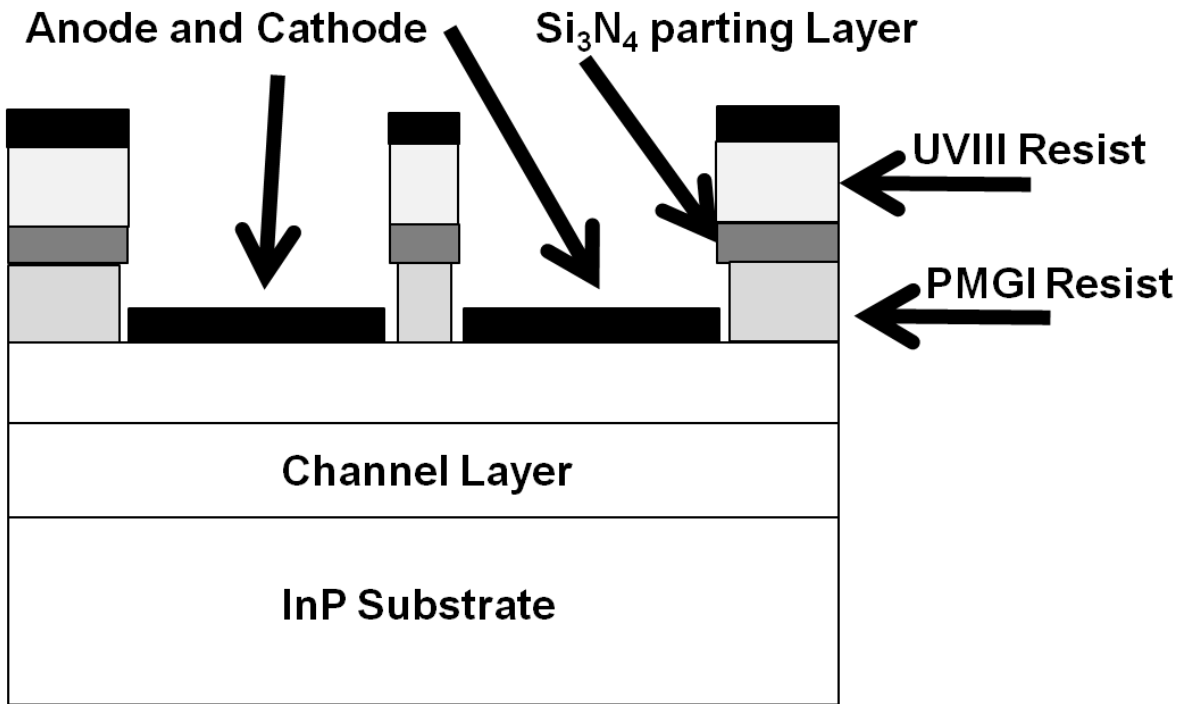 Anode and Cathode
Si₃N₄ parting Layer
UVIII Resist
PMGI Resist
Channel Layer
InP Substrate